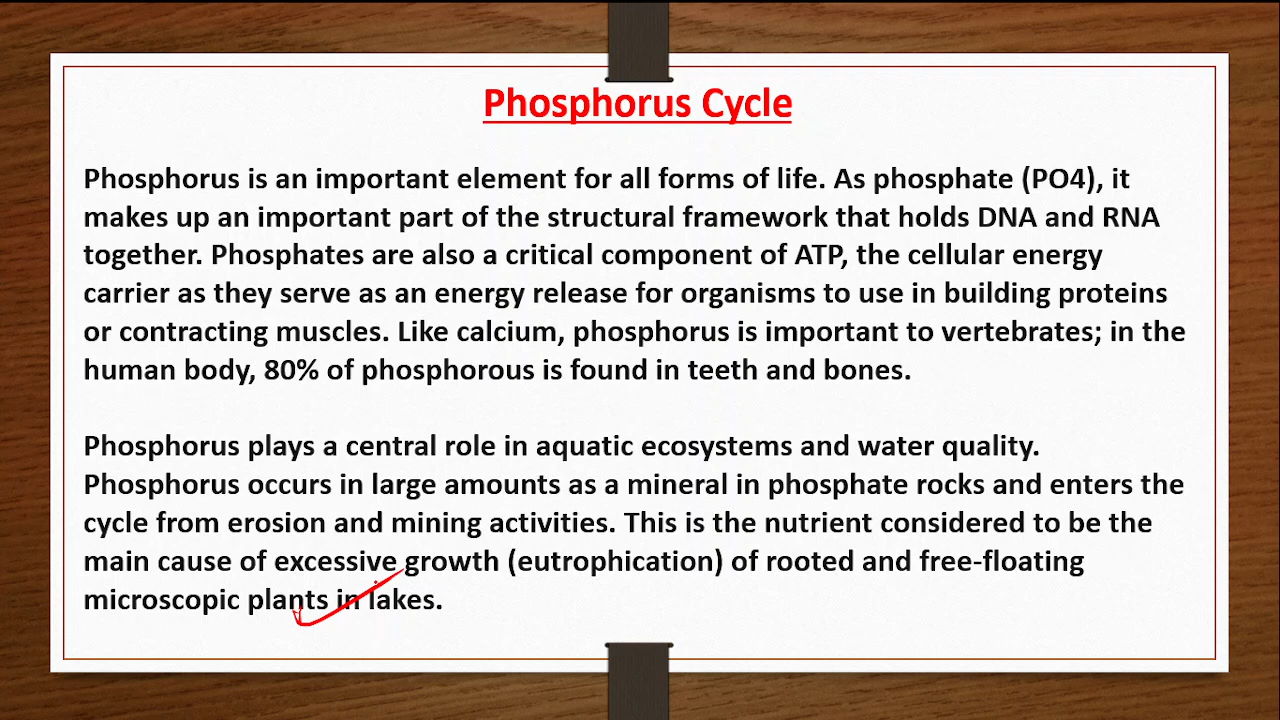 Phosphorus Cycle
Phosphorus is an important element for all forms of life. As phosphate (PO4), it
makes up an important part of the structural framework that holds DNA and RNA
together. Phosphates are also a critical component of ATP, the cellular energy
carrier as they serve as an energy release for organisms to use in building proteins
or contracting muscles. Like calcium, phosphorus is important to vertebrates; in the
human body, 80% of phosphorous is found in teeth and bones.
Phosphorus plays a central role in aquatic ecosystems and water quality.
Phosphorus occurs in large amounts as a mineral in phosphate rocks and enters the
cycle from erosion and mining activities. This is the nutrient considered to be the
main cause of excessive growth (eutrophication) of rooted and free-floating
microscopic plants in lakes.